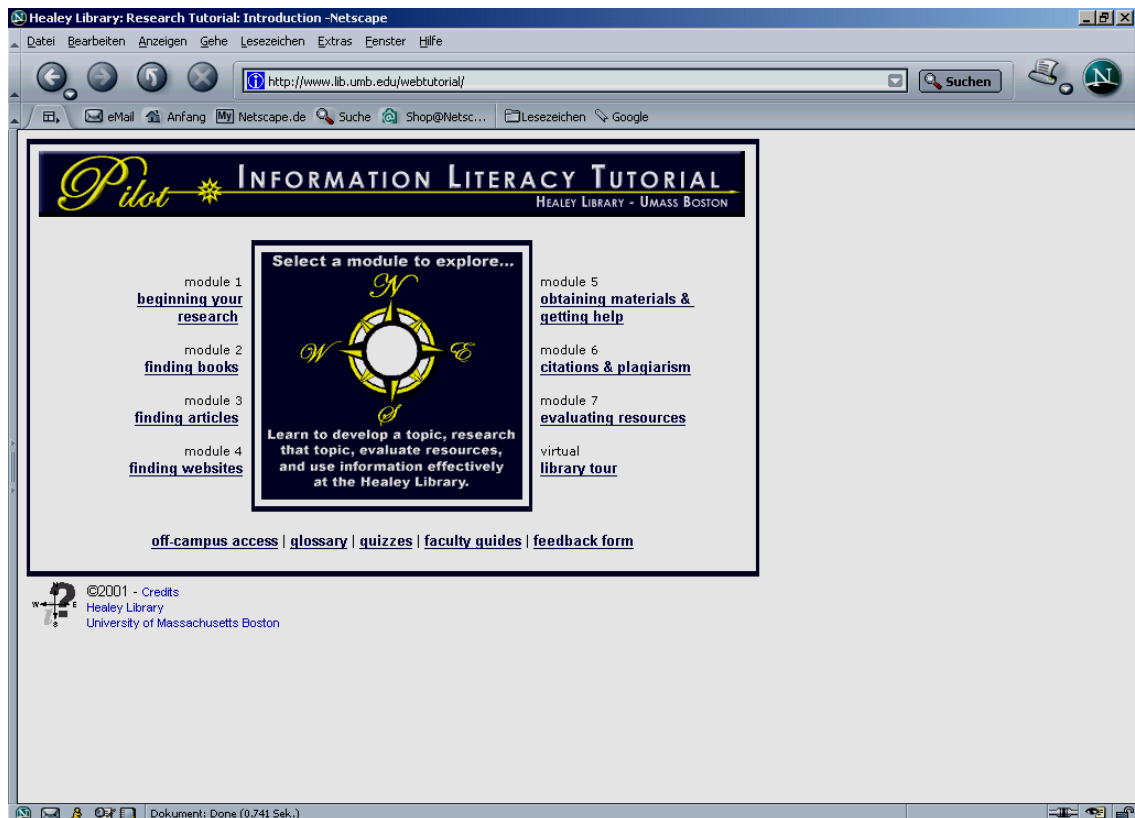 Healey Library: Research Tutorial: Introduction -Netscape
Datei Bearbeiten Anzeigen Gehe Lesezeichen Extras Fenster Hilfe
http://www.lib.umb.edu/webtutorial/ Suchen N
eMail Anfang My Netscape.de Suche Shop@Netsc... Lesezeichen Google
Pilot INFORMATION LITERACY TUTORIAL
HEALEY LIBRARY - UMASS BOSTON
module 1
beginning your
research
module 2
finding books
module 3
finding articles
module 4
finding websites
Select a module to explore...
N
W E
S
Learn to develop a topic, research
that topic, evaluate resources,
and use information effectively
at the Healey Library.
module 5
obtaining materials &
getting help
module 6
citations & plagiarism
module 7
evaluating resources
virtual
library tour
off-campus access | glossary | quizzes | faculty guides | feedback form
©2001 - Credits
Healey Library
University of Massachusetts Boston
Dokument: Done (0.741 Sek.)